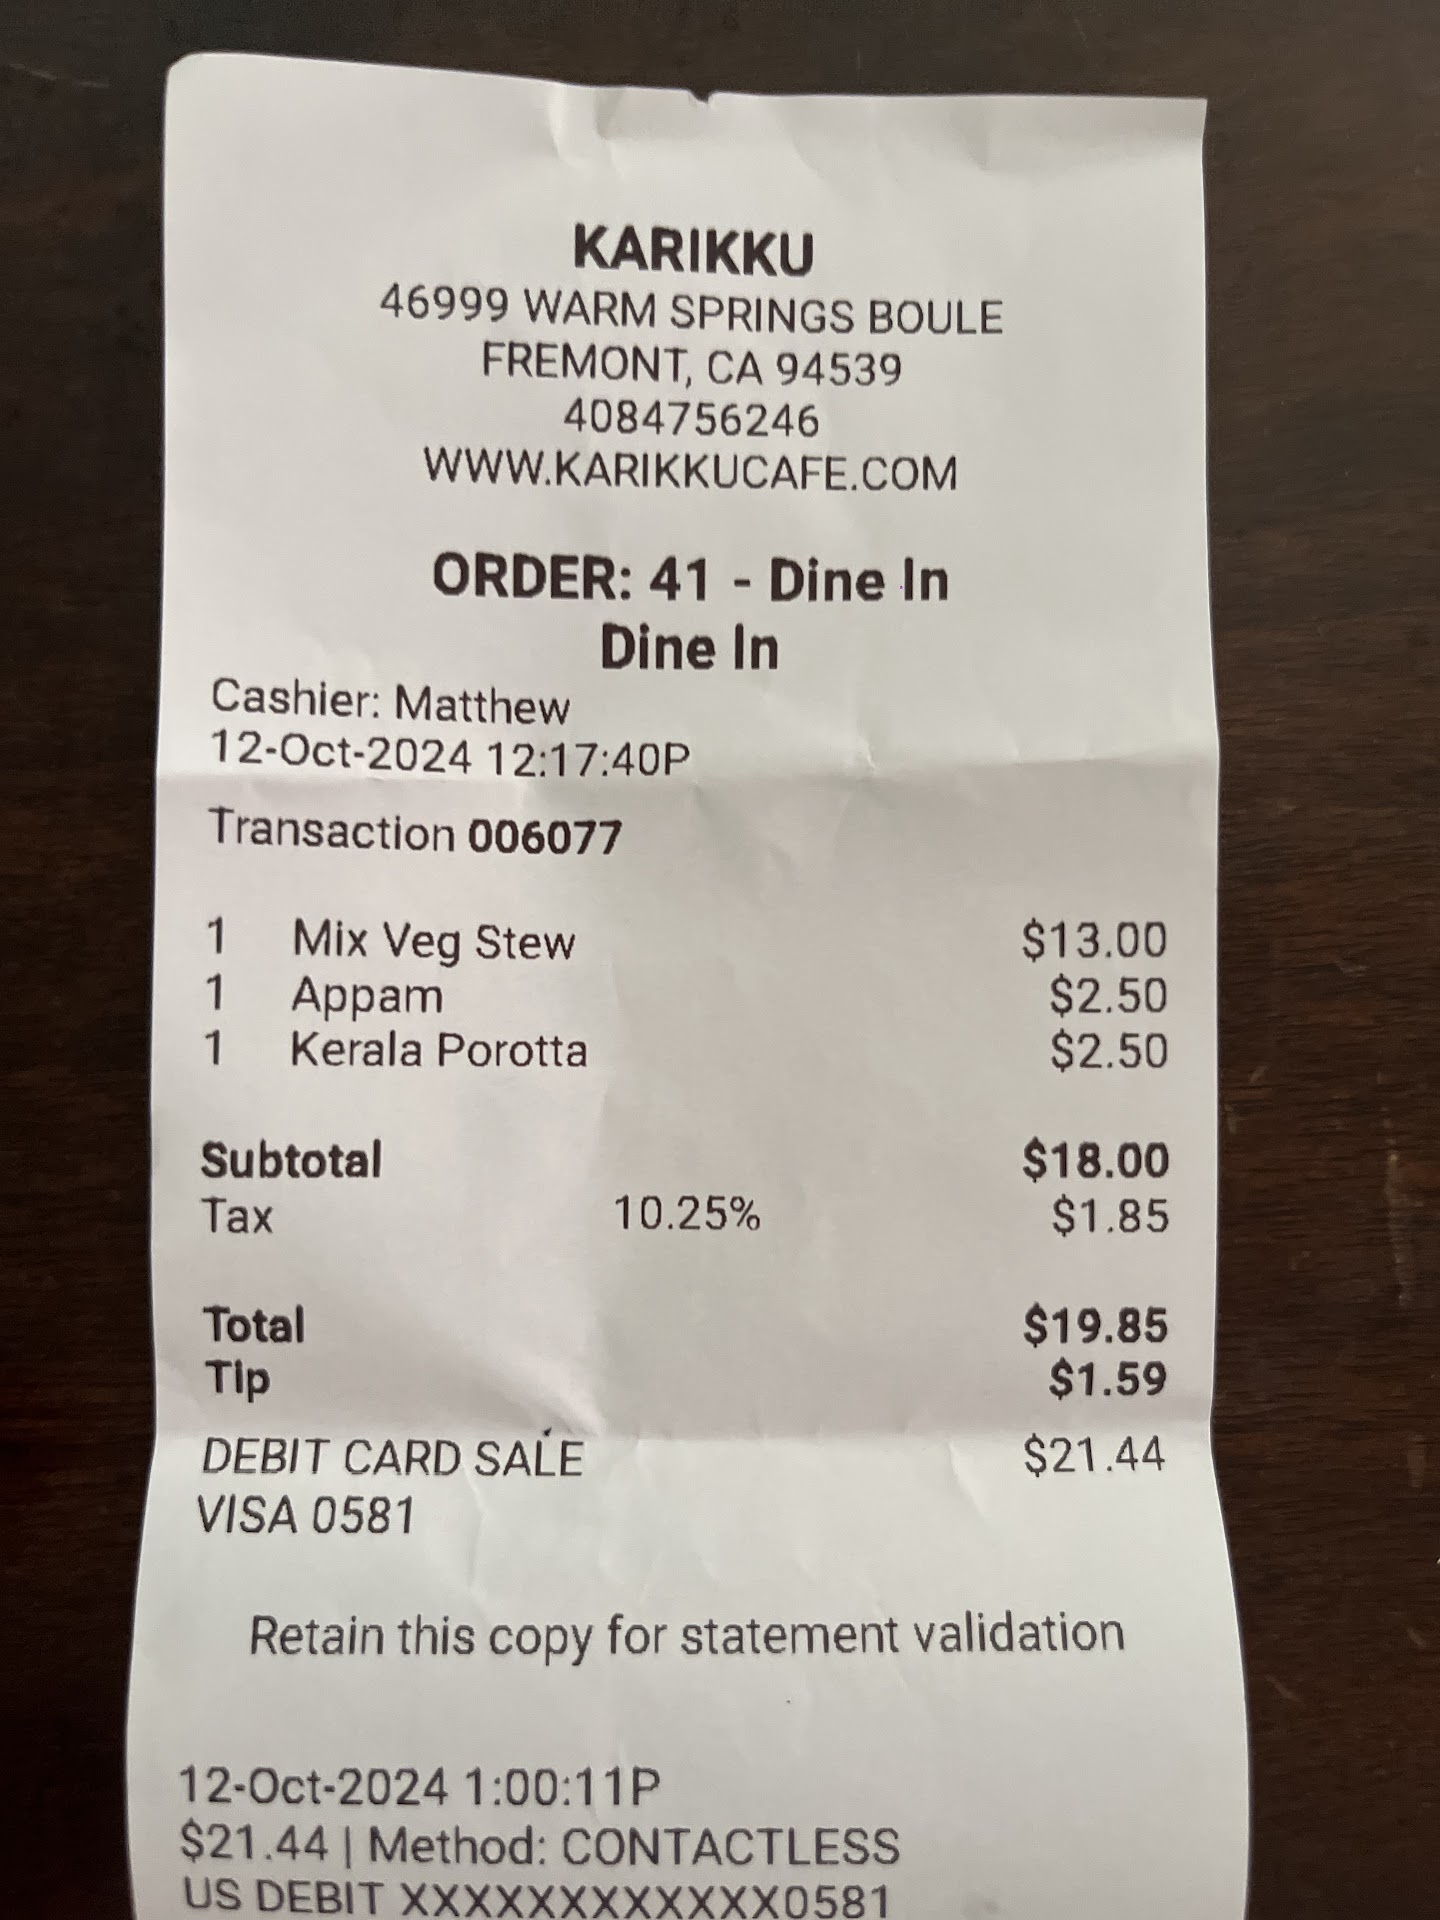 KARIKKU
46999 WARM SPRINGS BOULE
FREMONT, CA 94539
4084756246
WWW.KARIKKUCAFE.COM
ORDER: 41 - Dine In
Dine In
Cashier: Matthew
12-Oct-2024 12:17:40P
Transaction 006077
1 Mix Veg Stew $13.00
1 Appam $2.50
1 Kerala Porotta $2.50
Subtotal $18.00
Tax 10.25% $1.85
Total $19.85
Tip $1.59
DEBIT CARD SALE $21.44
VISA 0581
Retain this copy for statement validation
12-Oct-2024 1:00:11P
$21.44 | Method: CONTACTLESS
US DEBIT XXXXXXXXXXXX0581